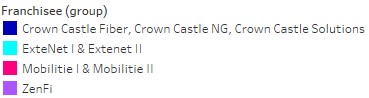 Franchisee (group)
Crown Castle Fiber, Crown Castle NG, Crown Castle Solutions
ExteNet I & Extenet II
Mobilitie I & Mobilitie II
ZenFi